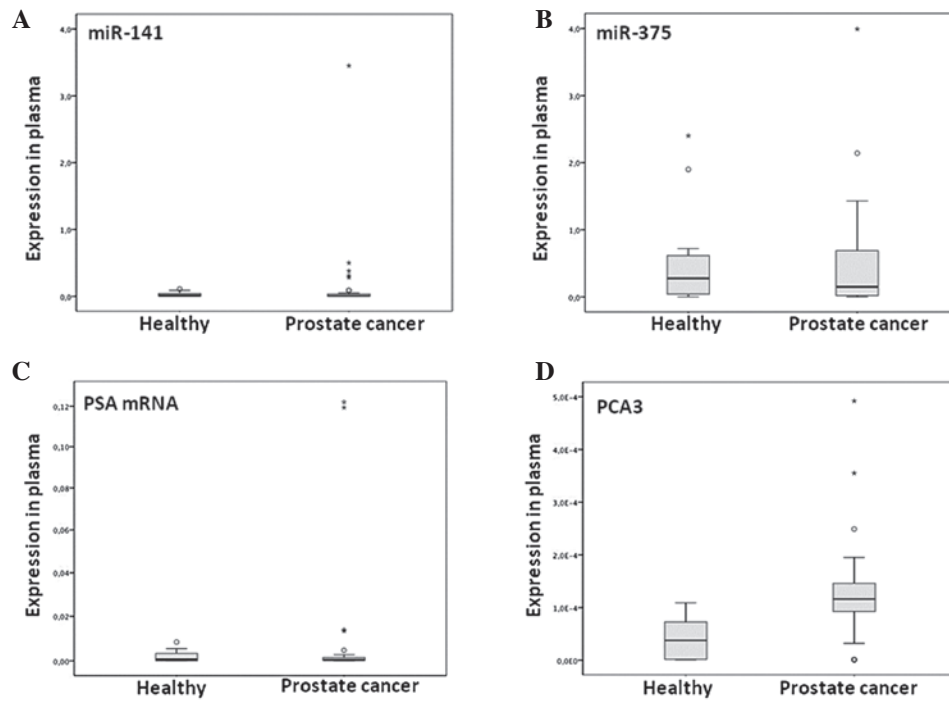 A
miR-141
Expression in plasma
4,0
3,0
2,0
1,0
0,0
Healthy
Prostate cancer
B
miR-375
Expression in plasma
4,0
3,0
2,0
1,0
0,0
Healthy
Prostate cancer
C
PSA mRNA
Expression in plasma
0,12
0,10
0,08
0,06
0,04
0,02
0,00
Healthy
Prostate cancer
D
PCA3
Expression in plasma
5,0E-4
4,0E-4
3,0E-4
2,0E-4
1,0E-4
0,0E0
Healthy
Prostate cancer